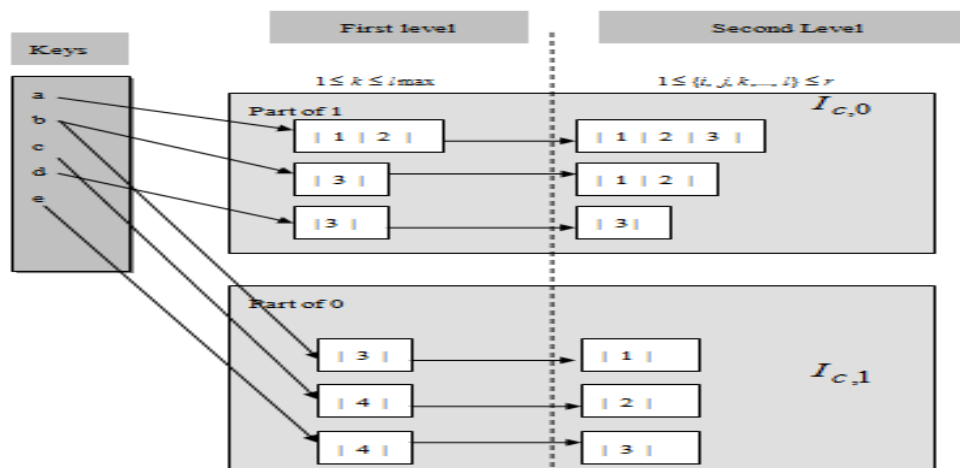 First level
Second Level
Keys
1 ≤ k ≤ i max
1 ≤ {i, j, k,..., i} ≤ r
a
b
c
d
e
Part of 1
I c,0
| 1 | 2 |
| 1 | 2 | 3 |
| 3 |
| 1 | 2 |
|3 |
| 3|
Part of 0
| 3 |
| 1 |
I c,1
| 4 |
| 2 |
| 4 |
| 3 |